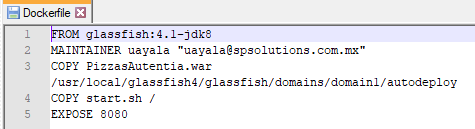 Dockerfile
1 FROM glassfish:4.1-jdk8
2 MAINTAINER uayala "uayala@spsolutions.com.mx"
3 COPY PizzasAutentia.war
/usr/local/glassfish4/glassfish/domains/domain1/autodeploy
4 COPY start.sh /
5 EXPOSE 8080